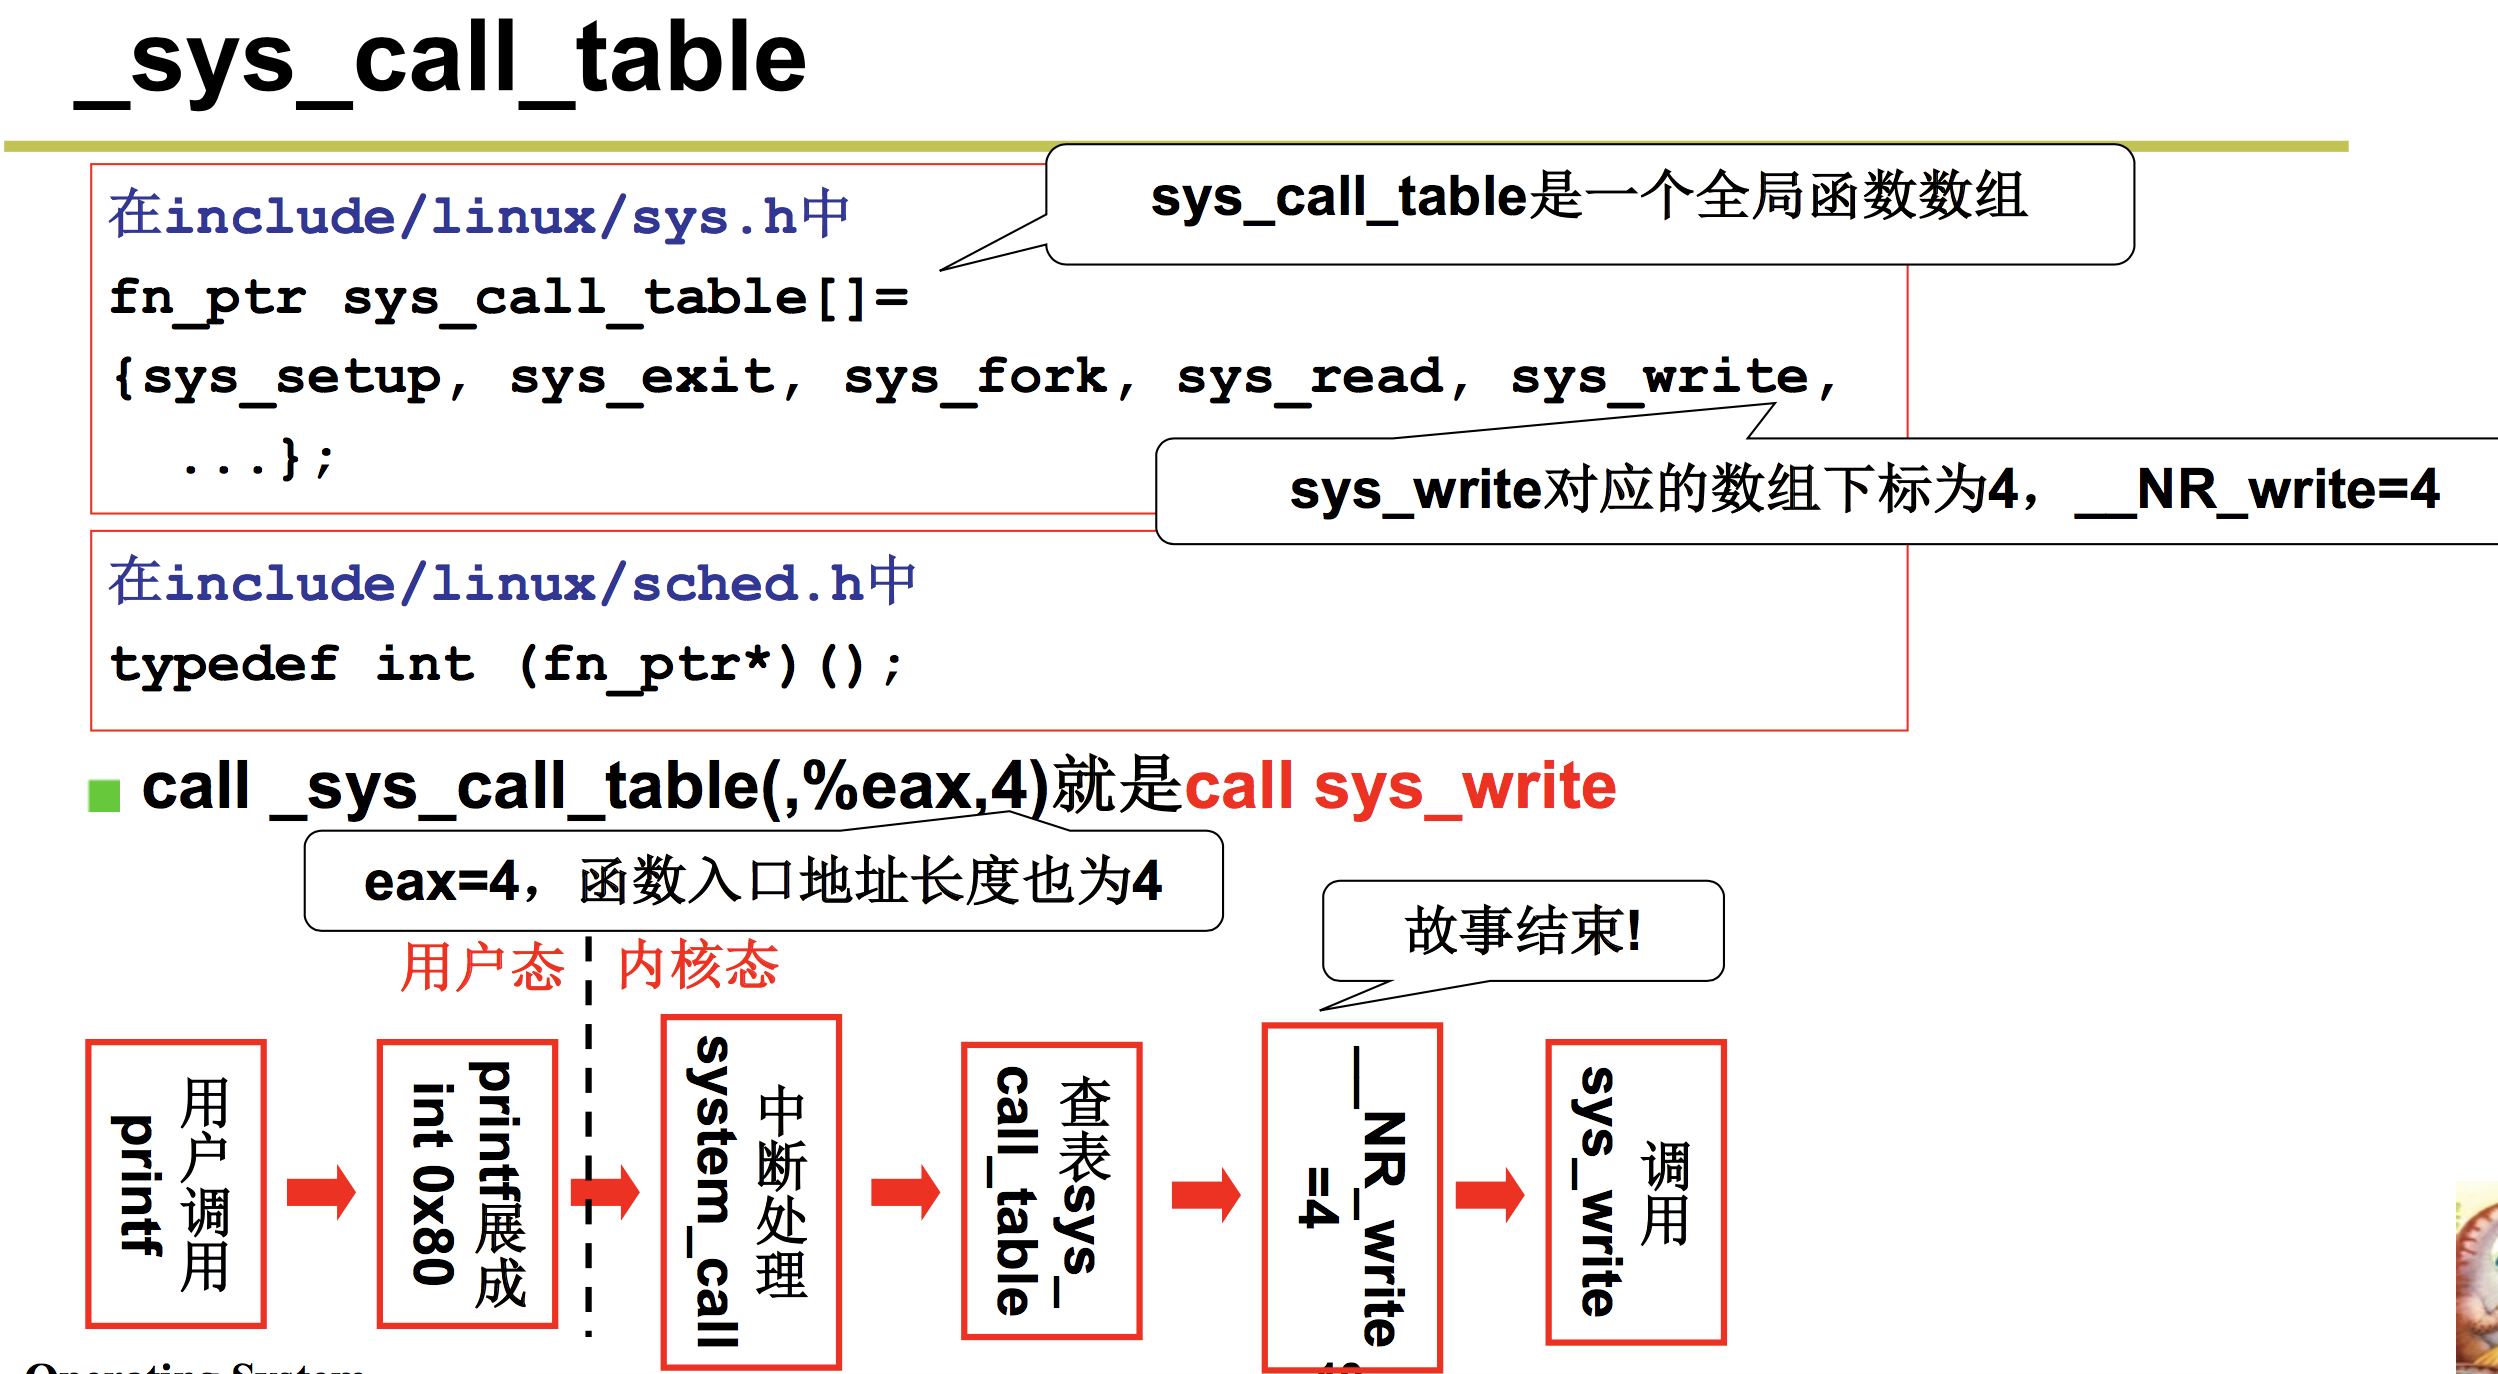 _sys_call_table
sys_call_table是一个全局函数数组
在include/linux/sys.h中
fn_ptr sys_call_table[]=
{sys_setup, sys_exit, sys_fork, sys_read, sys_write,
...};
sys_write对应的数组下标为4，__NR_write=4
在include/linux/sched.h中
typedef int (fn_ptr*)();
call _sys_call_table(,%eax,4)就是call sys_write
eax=4，函数入口地址长度也为4
故事结束!
用户态
内核态
用户调用
printf
printf展成
int 0x80
中断处理
system_call
查表sys_
call_table
__NR_write
=4
调用
sys_write
Operating System